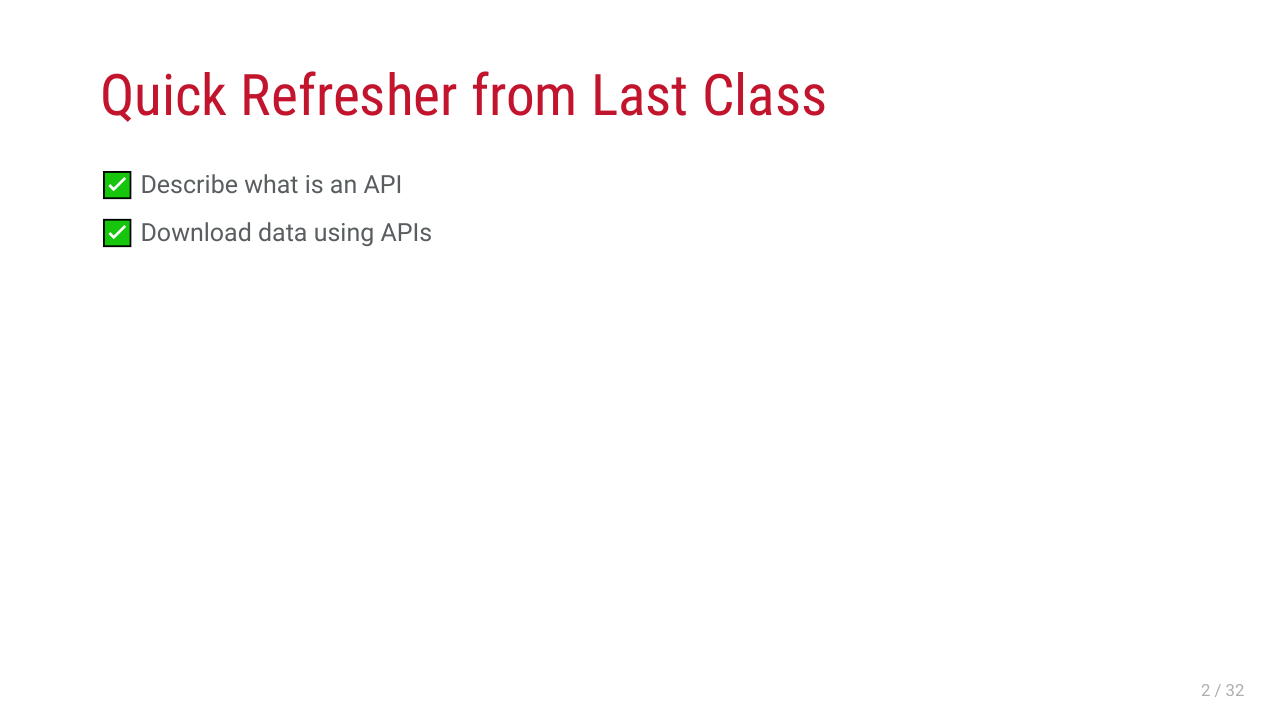 Quick Refresher from Last Class
✅ Describe what is an API
✅ Download data using APIs
2 / 32